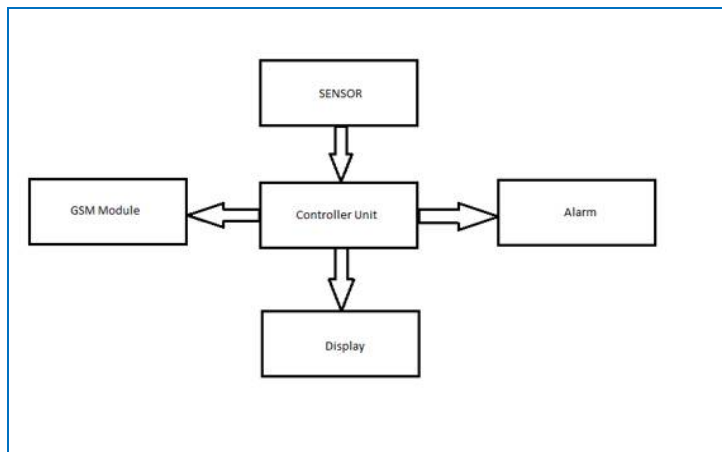 SENSOR
GSM Module
Controller Unit
Alarm
Display